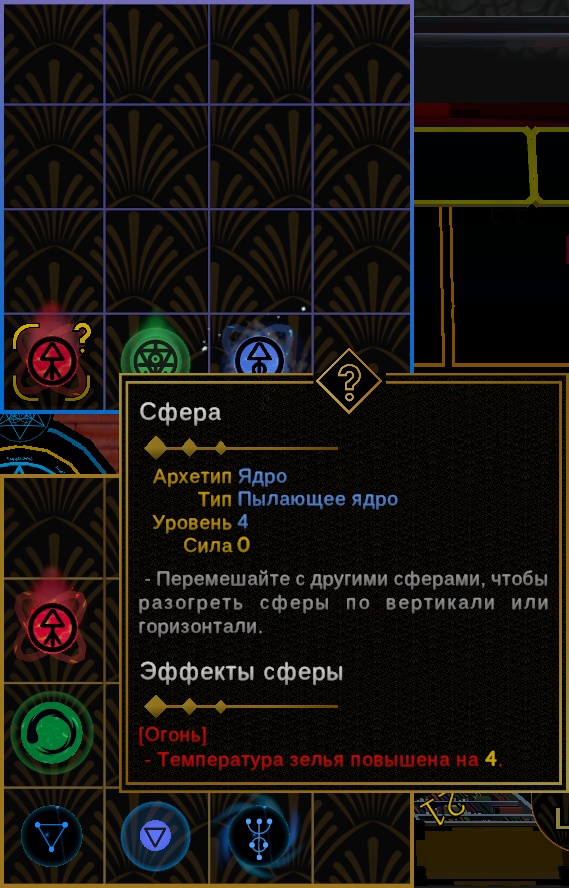 ?
?
Сфера
Архетип Ядро
Тип Пылающее ядро
Уровень 4
Сила 0
- Перемешайте с другими сферами, чтобы
разогреть сферы по вертикали или
горизонтали.
Эффекты сферы
[Огонь]
- Температура зелья повышена на 4.